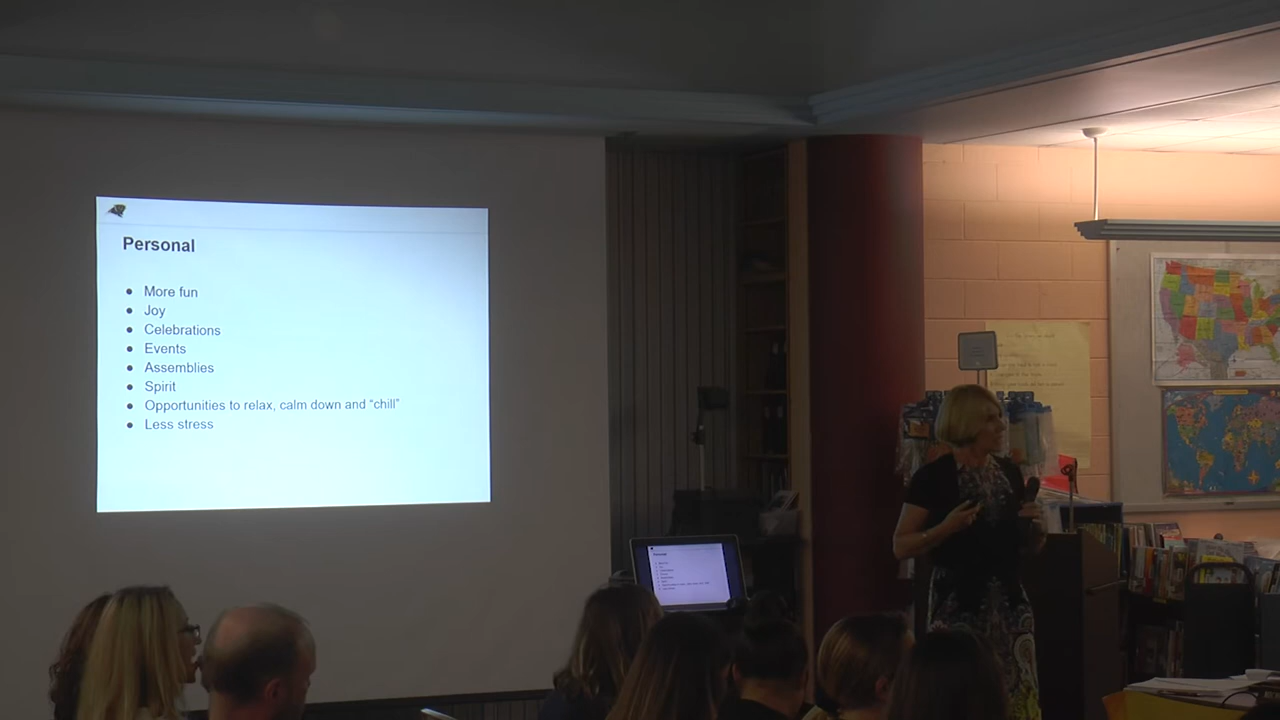 Personal
● More fun
● Joy
● Celebrations
● Events
● Assemblies
● Spirit
● Opportunities to relax, calm down and “chill”
● Less stress